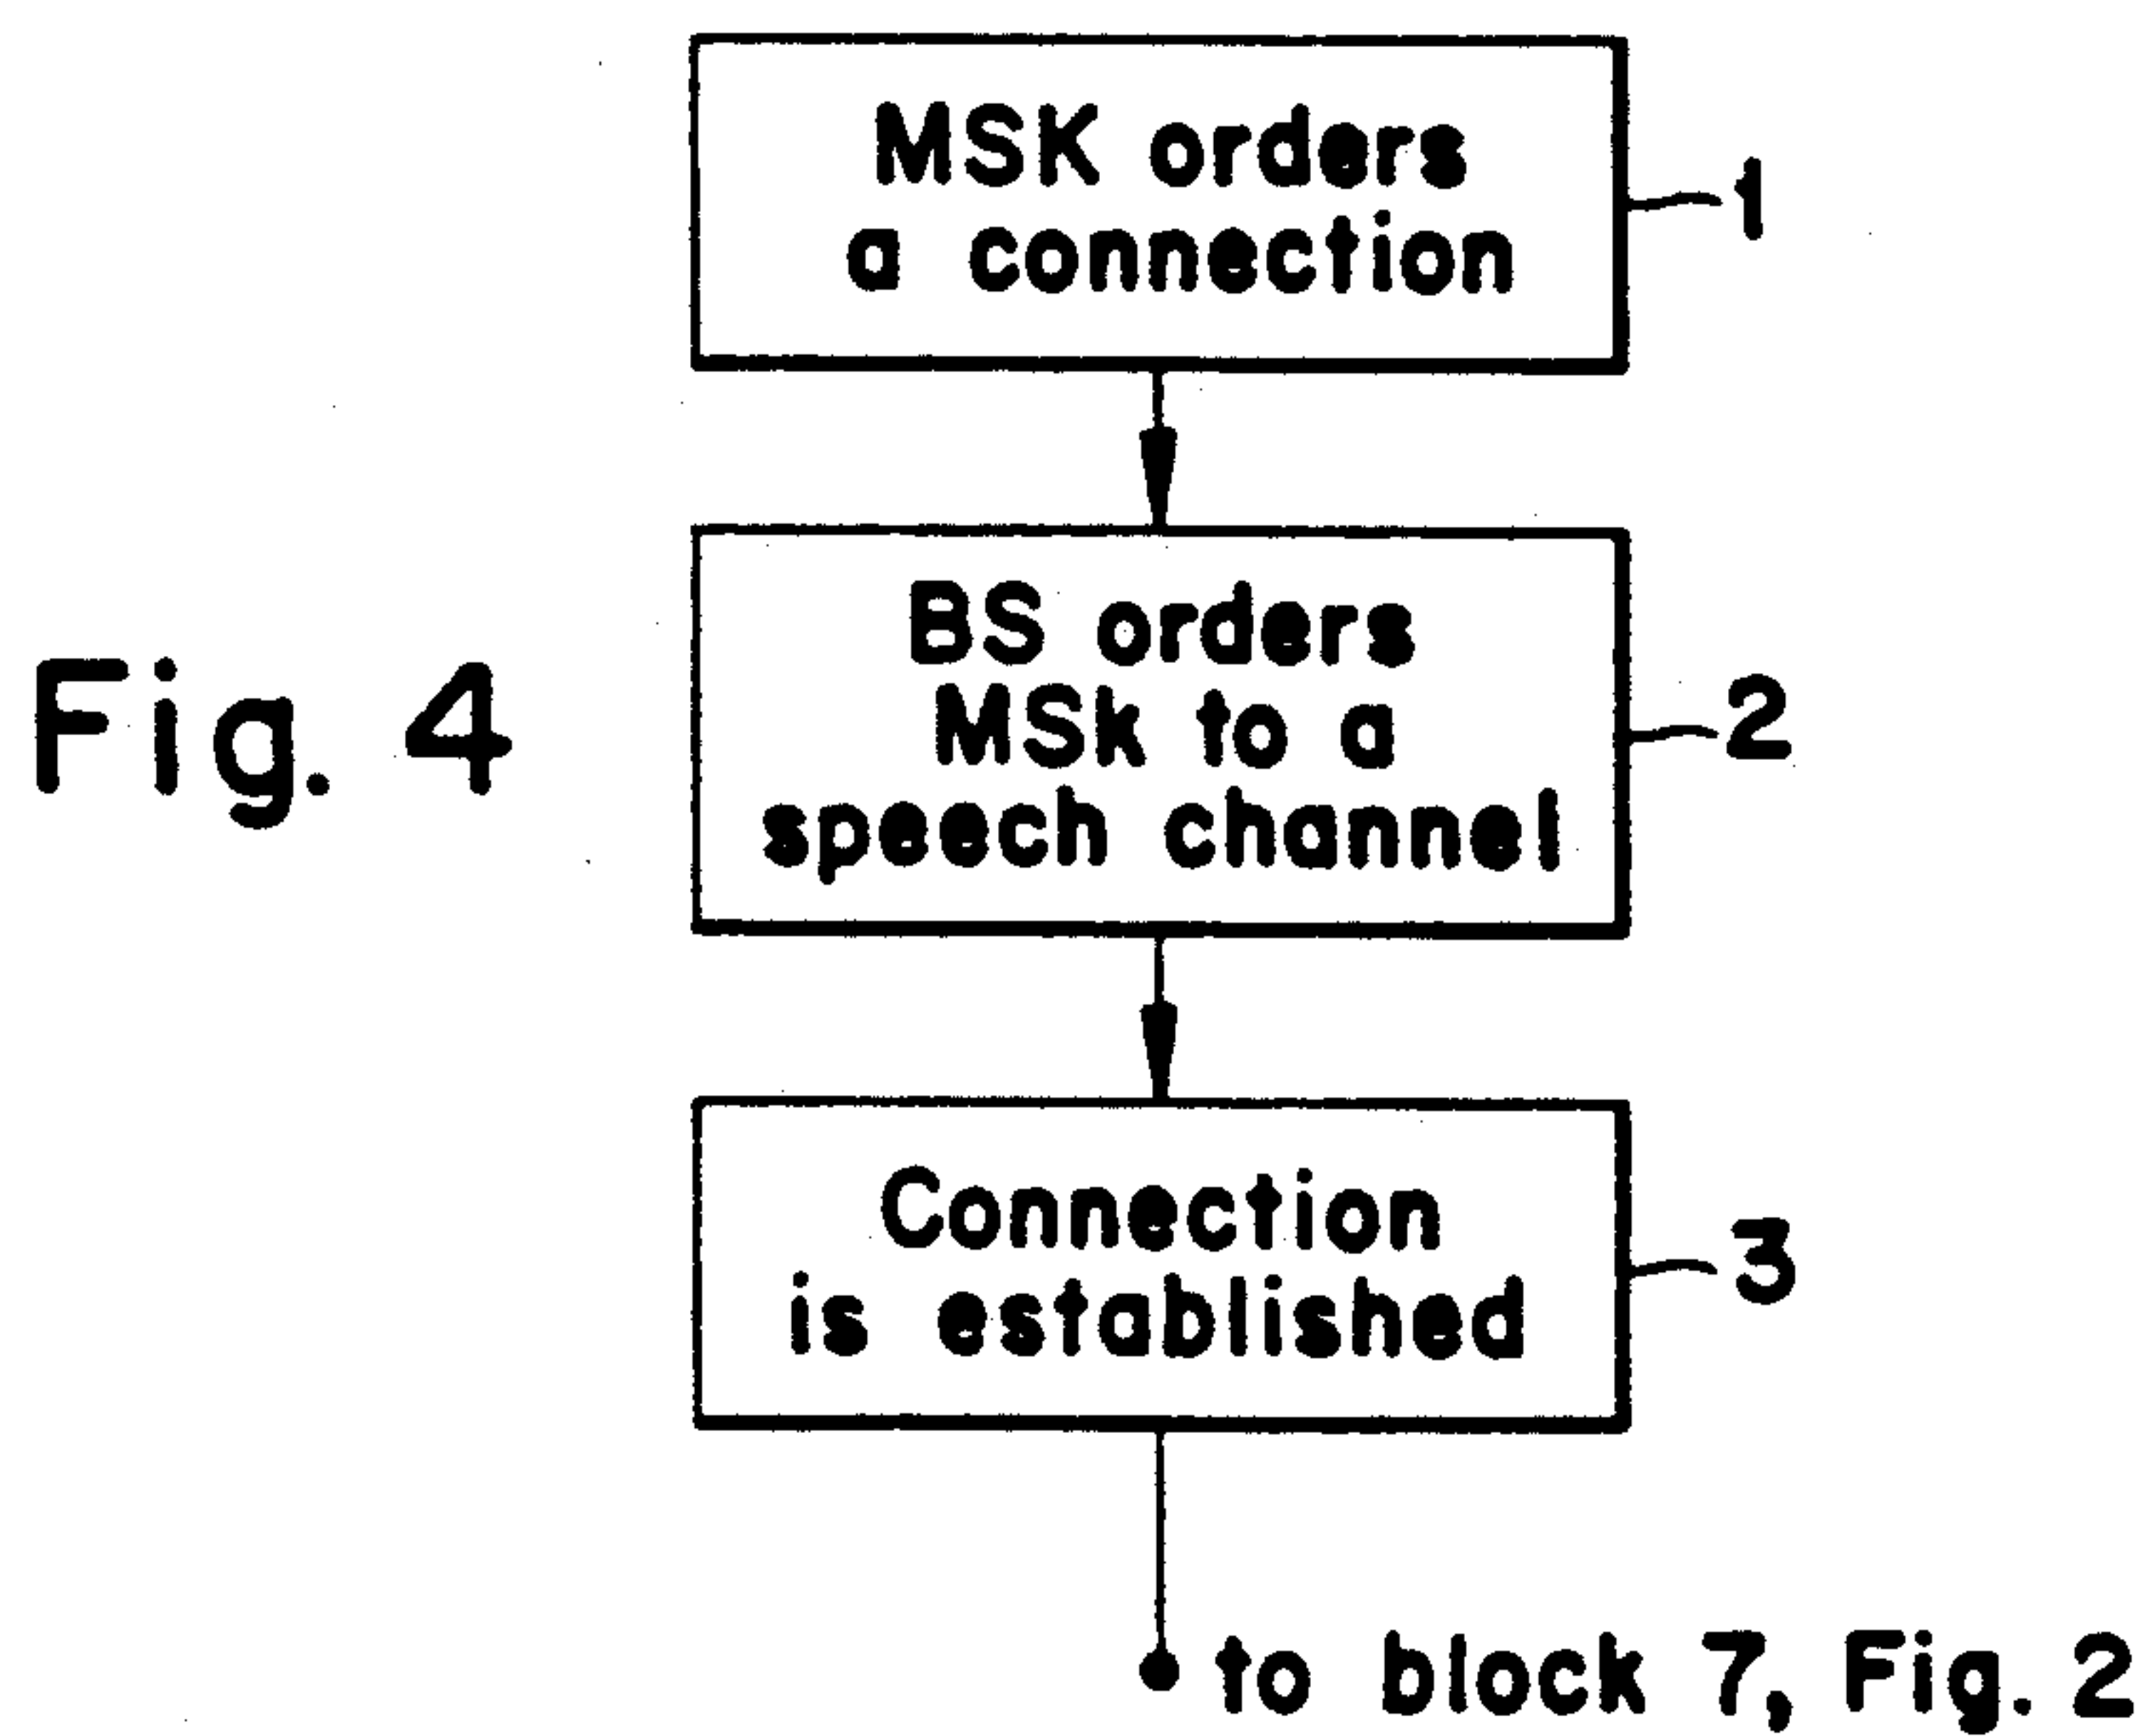 MSK orders
a connection
1
BS orders
MSk to a
speech channel
2
Fig. 4
Connection
is established
3
to block 7, Fig. 2